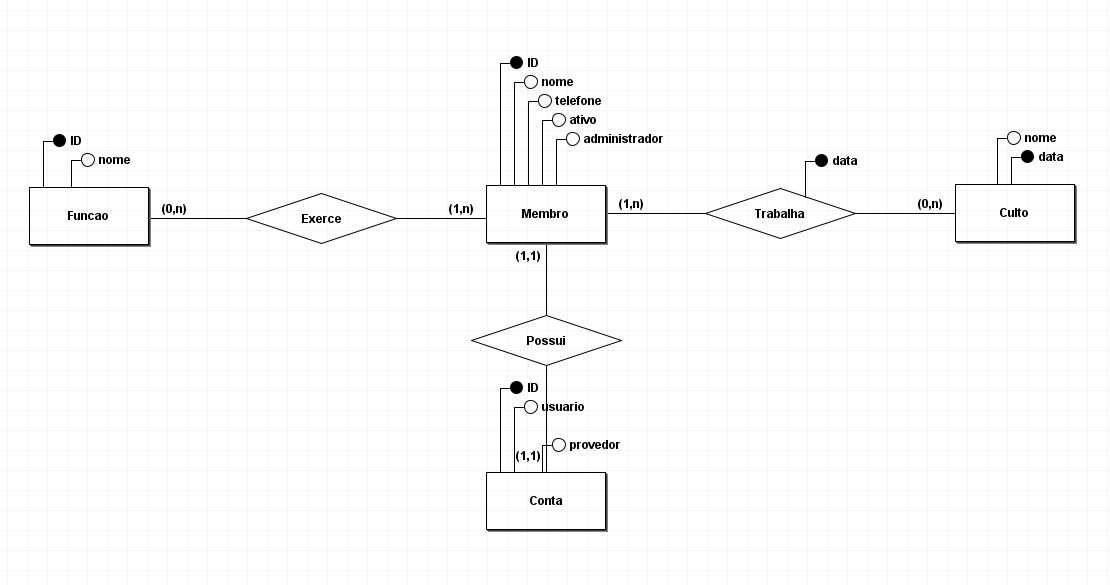 ID
nome
telefone
ativo
administrador
ID
nome
Funcao
(0,n)
Exerce
(1,n)
Membro
(1,n)
data
Trabalha
(0,n)
nome
data
Culto
(1,1)
Possui
ID
usuario
provedor
(1,1)
Conta